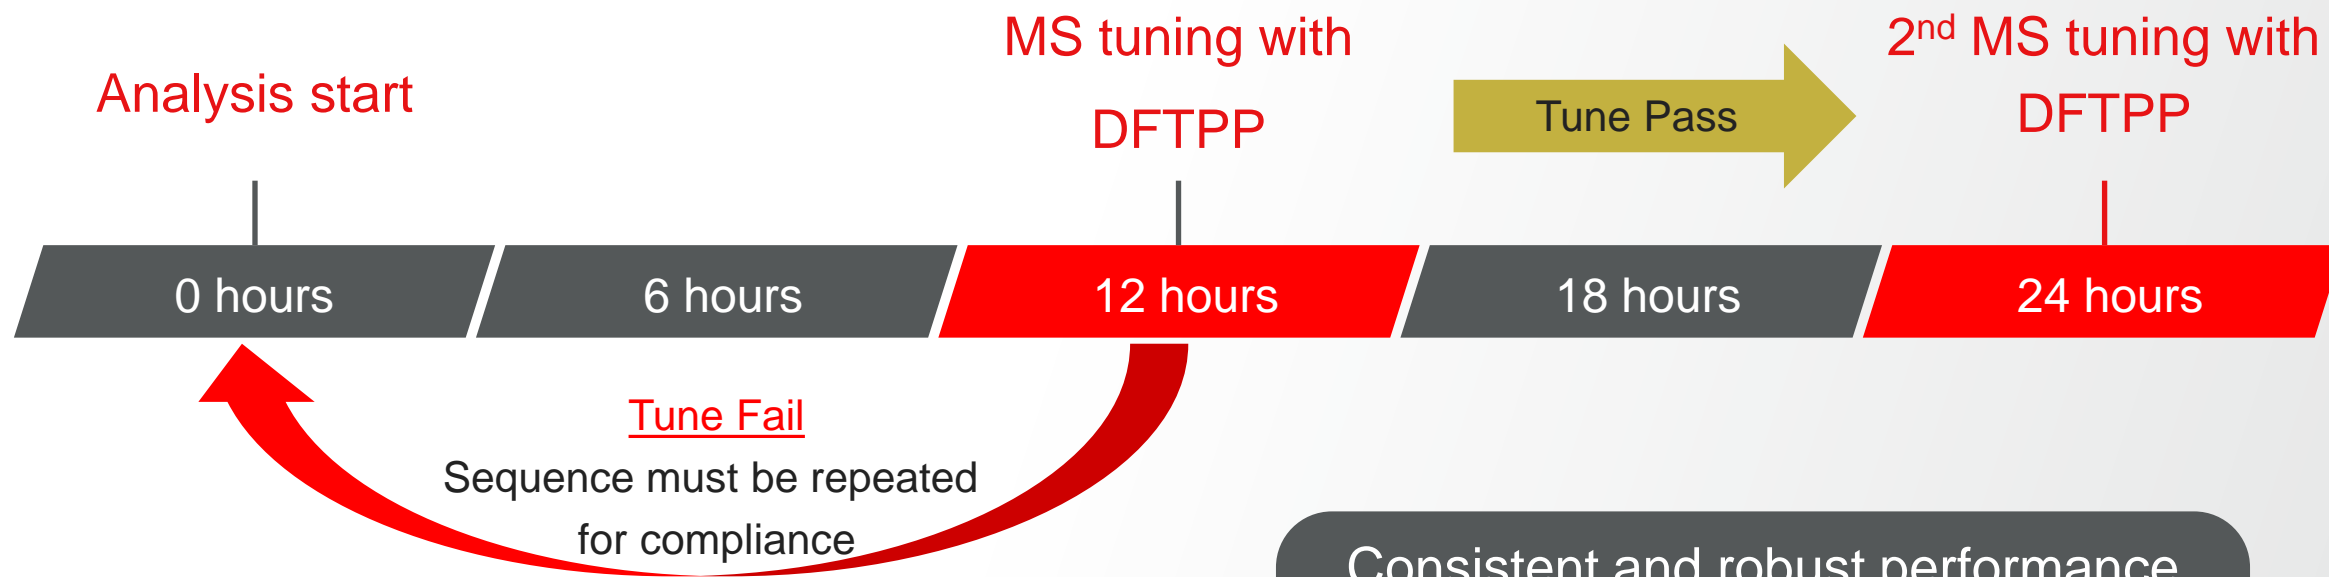 Analysis start
MS tuning with
DFTPP
Tune Pass
2nd MS tuning with
DFTPP
0 hours
6 hours
12 hours
18 hours
24 hours
Tune Fail
Sequence must be repeated
for compliance
Consistent and robust performance